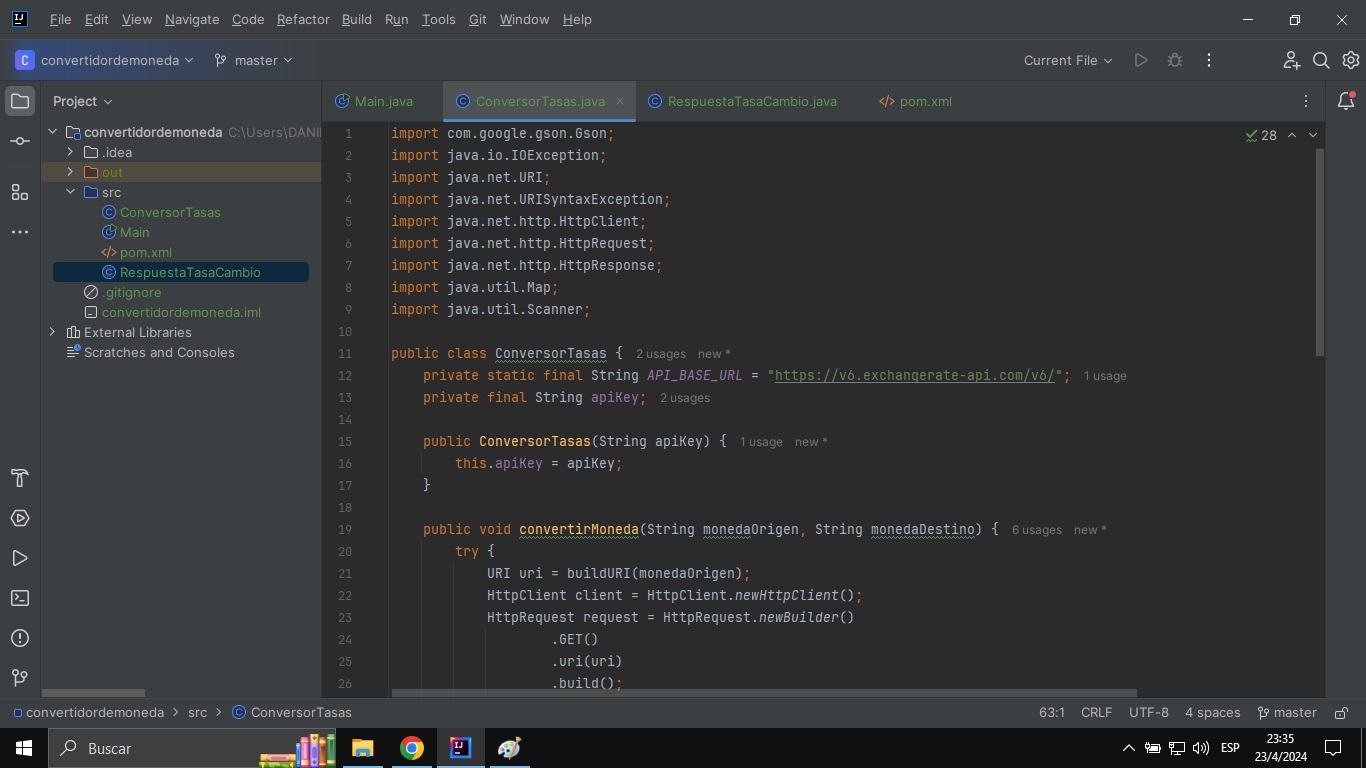 File Edit View Navigate Code Refactor Build Run Tools Git Window Help
C convertidordemoneda master Current File
Project
Main.java ConversorTasas.java RespuestaTasaCambio.java pom.xml
convertidordemoneda C:\Users\DANI
.idea
out
src
ConversorTasas
Main
pom.xml
RespuestaTasaCambio
.gitignore
convertidordemoneda.iml
External Libraries
Scratches and Consoles
28
1 import com.google.gson.Gson;
2 import java.io.IOException;
3 import java.net.URI;
4 import java.net.URISyntaxException;
5 import java.net.http.HttpClient;
6 import java.net.http.HttpRequest;
7 import java.net.http.HttpResponse;
8 import java.util.Map;
9 import java.util.Scanner;
10
11 public class ConversorTasas { 2 usages new *
12 private static final String API_BASE_URL = "https://v6.exchangerate-api.com/v6/"; 1 usage
13 private final String apiKey; 2 usages
14
15 public ConversorTasas(String apiKey) { 1 usage new *
16 this.apiKey = apiKey;
17 }
18
19 public void convertirMoneda(String monedaOrigen, String monedaDestino) { 6 usages new *
20 try {
21 URI uri = buildURI(monedaOrigen);
22 HttpClient client = HttpClient.newHttpClient();
23 HttpRequest request = HttpRequest.newBuilder()
24 .GET()
25 .uri(uri)
26 .build();
convertidordemoneda > src > ConversorTasas 63:1 CRLF UTF-8 4 spaces master
Buscar ESP 23:35
23/4/2024